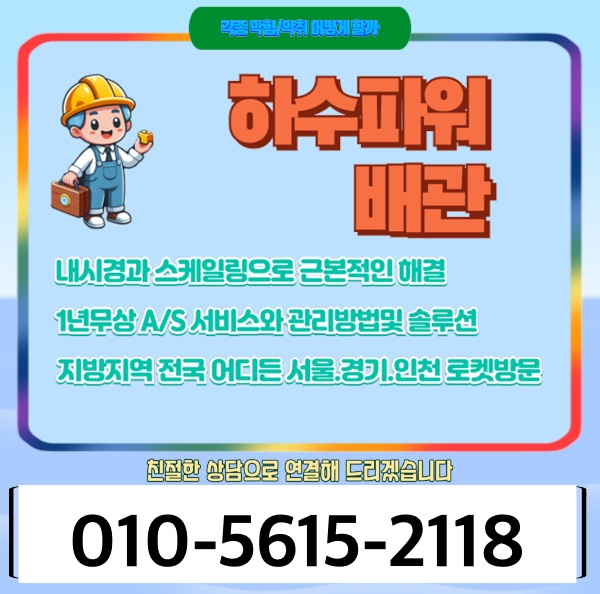 각종 막힘/악취 어떻게 할까
하수파워
배관
내시경과 스케일링으로 근본적인 해결
1년무상 A/S 서비스와 관리방법및 솔루션
지방지역 전국 어디든 서울.경기.인천 로켓방문
친절한 상담으로 연결해 드리겠습니다
010-5615-2118